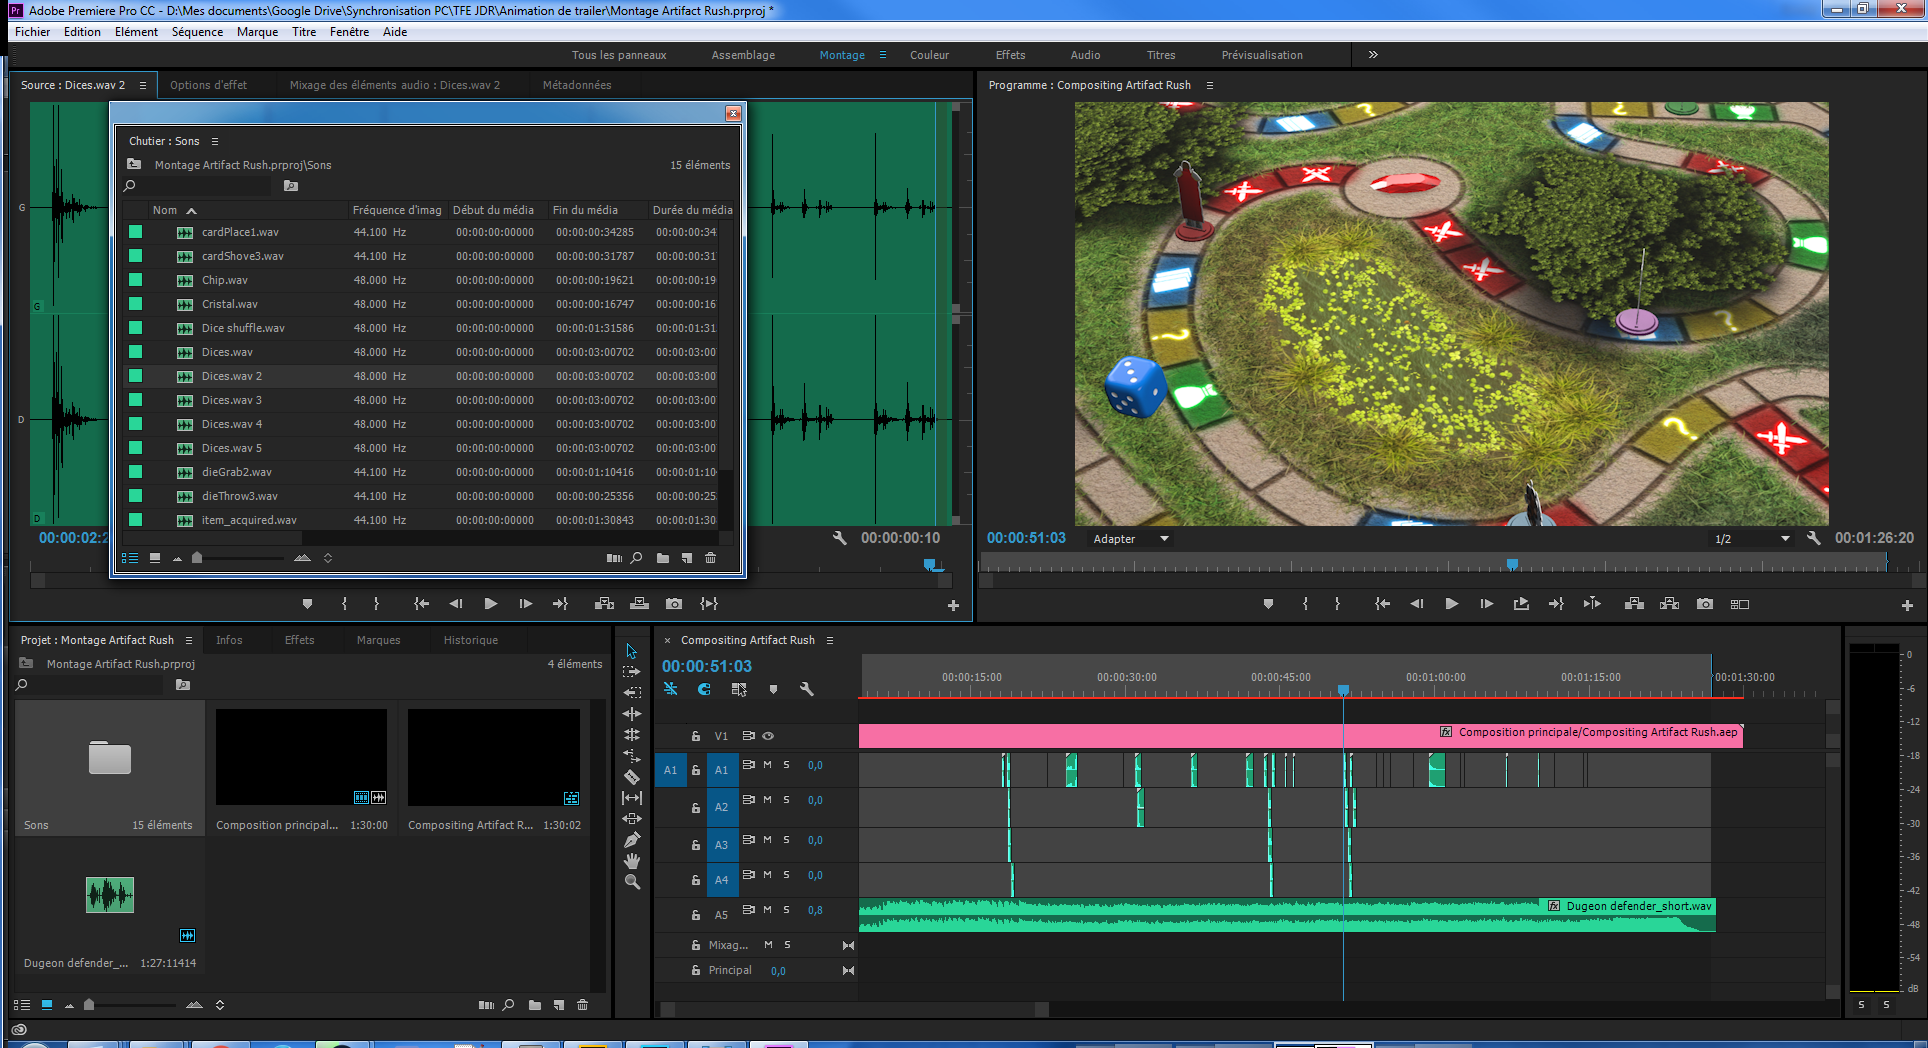 Adobe Premiere Pro CC - D:\Mes documents\Google Drive\Synchronisation PC\TFE JDR\Animation de trailer\Montage Artifact Rush.prproj *
Fichier Edition Elément Séquence Marque Titre Fenêtre Aide
Tous les panneaux Assemblage Montage Couleur Effets Audio Titres Prévisualisation
Source : Dices.wav 2 Options d'effet Mixage des éléments audio : Dices.wav 2 Métadonnées
Chutier : Sons
Montage Artifact Rush.prproj\Sons 15 éléments
Nom Fréquence d'imag Début du média Fin du média Durée du média
cardPlace1.wav 44.100 Hz 00:00:00:00000 00:00:00:34285 00:00:00:34
cardShove3.wav 44.100 Hz 00:00:00:00000 00:00:00:31787 00:00:00:31
Chip.wav 48.000 Hz 00:00:00:00000 00:00:00:19621 00:00:00:19
Cristal.wav 48.000 Hz 00:00:00:00000 00:00:00:16747 00:00:00:16
Dice shuffle.wav 48.000 Hz 00:00:00:00000 00:00:01:31586 00:00:01:31
Dices.wav 48.000 Hz 00:00:00:00000 00:00:03:00702 00:00:03:00
Dices.wav 2 48.000 Hz 00:00:00:00000 00:00:03:00702 00:00:03:00
Dices.wav 3 48.000 Hz 00:00:00:00000 00:00:03:00702 00:00:03:00
Dices.wav 4 48.000 Hz 00:00:00:00000 00:00:03:00702 00:00:03:00
Dices.wav 5 48.000 Hz 00:00:00:00000 00:00:03:00702 00:00:03:00
dieGrab2.wav 44.100 Hz 00:00:00:00000 00:00:01:10416 00:00:01:10
dieThrow3.wav 44.100 Hz 00:00:00:00000 00:00:00:25356 00:00:00:25
item_acquired.wav 44.100 Hz 00:00:00:00000 00:00:01:30843 00:00:01:30
G
G
D
D
00:00:02:2 00:00:00:10
Programme : Compositing Artifact Rush
00:00:51:03 Adapter 1/2 00:01:26:20
Projet : Montage Artifact Rush Infos Effets Marques Historique
Montage Artifact Rush.prproj 4 éléments
Sons 15 éléments
Composition principal... 1:30:00
Compositing Artifact R... 1:30:02
Dugeon defender_... 1:27:11414
Compositing Artifact Rush
00:00:51:03
00:00:15:00 00:00:30:00 00:00:45:00 00:01:00:00 00:01:15:00 00:01:30:00
V1 Composition principale/Compositing Artifact Rush.aep
A1 A1 M S 0,0
A2 M S 0,0
A3 M S 0,0
A4 M S 0,0
A5 M S 0,8 Dugeon defender_short.wav
Mixag... M S
Principal 0,0
0
-6
-12
-18
-24
-30
-36
-42
-48
-54
dB
S S